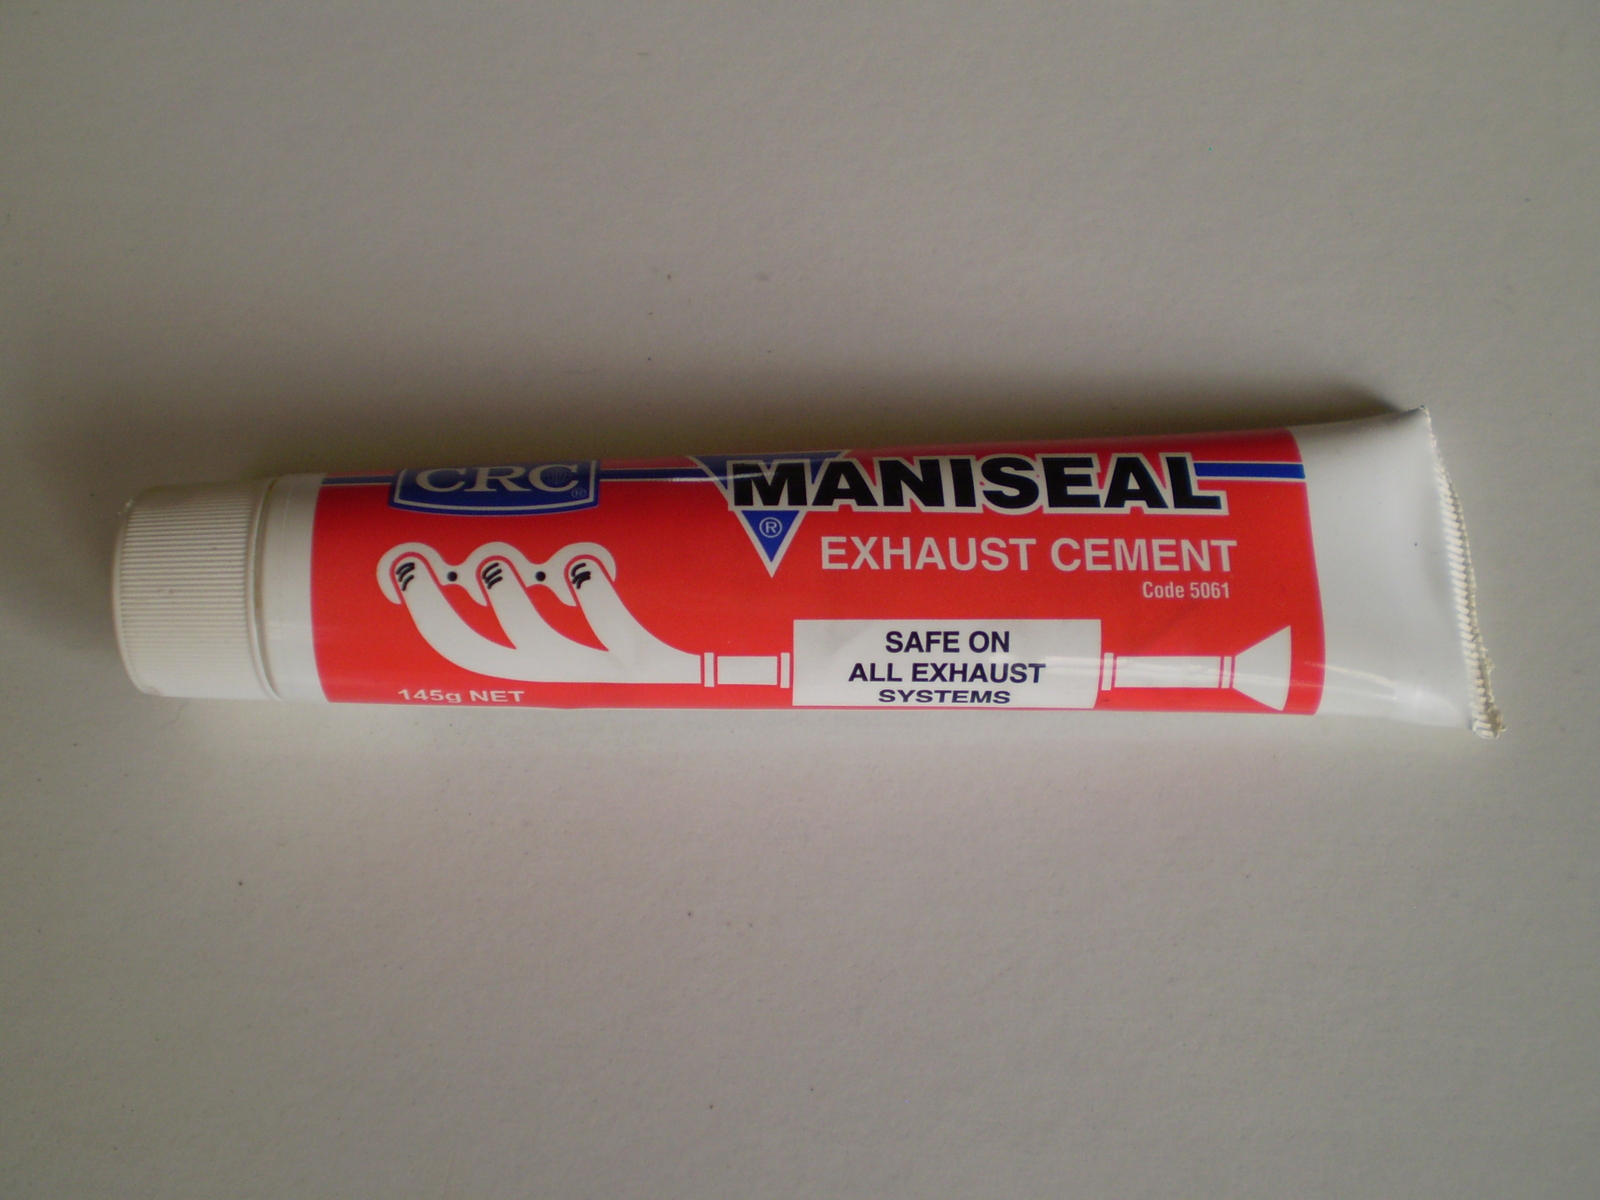 CRC ®
MANISEAL
®
EXHAUST CEMENT
Code 5061
SAFE ON
ALL EXHAUST
SYSTEMS
145g NET